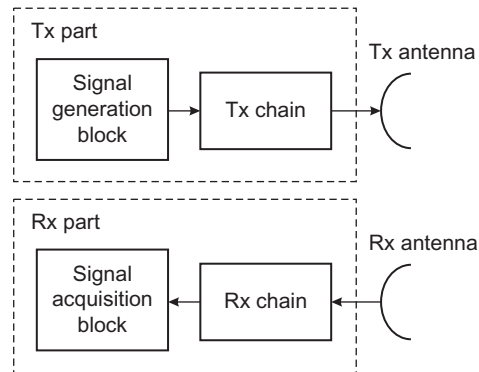 Tx part
Tx antenna
Signal
generation
block
Tx chain
Rx part
Rx antenna
Signal
acquisition
block
Rx chain